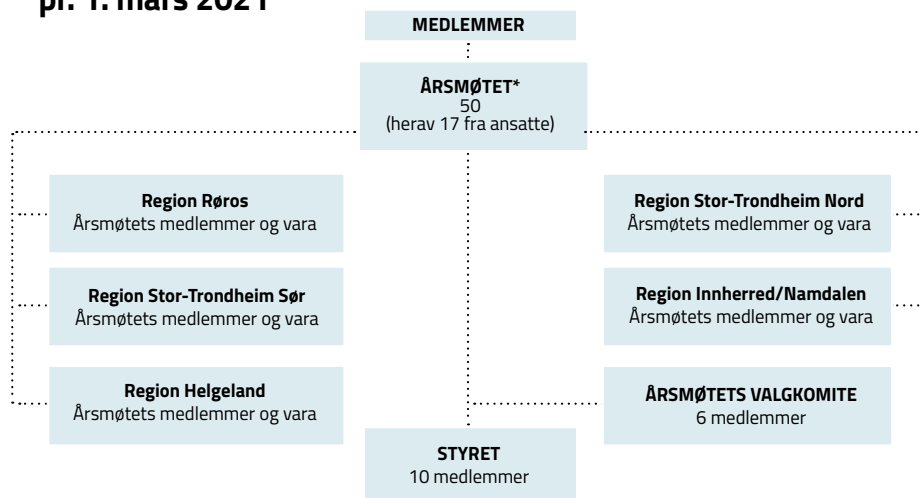 pr. 1. mars 2021
MEDLEMMER
ÅRSMØTET*
50
(herav 17 fra ansatte)
Region Røros
Årsmøtets medlemmer og vara
Region Stor-Trondheim Nord
Årsmøtets medlemmer og vara
Region Stor-Trondheim Sør
Årsmøtets medlemmer og vara
Region Innherred/Namdalen
Årsmøtets medlemmer og vara
Region Helgeland
Årsmøtets medlemmer og vara
ÅRSMØTETS VALGKOMITE
6 medlemmer
STYRET
10 medlemmer